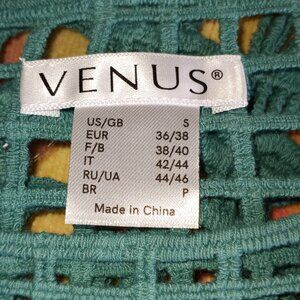 VENUS®
US/GB S
EUR 36/38
F/B 38/40
IT 42/44
RU/UA 44/46
BR P
Made in China